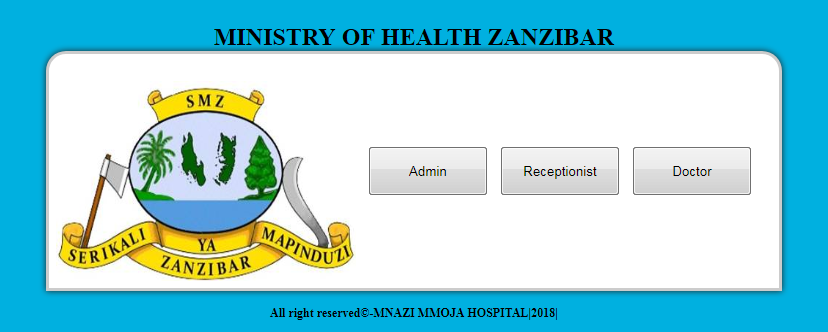 MINISTRY OF HEALTH ZANZIBAR
SMZ
SERIKALI YA MAPINDUZI
ZANZIBAR
Admin
Receptionist
Doctor
All right reserved©-MNAZI MMOJA HOSPITAL|2018|